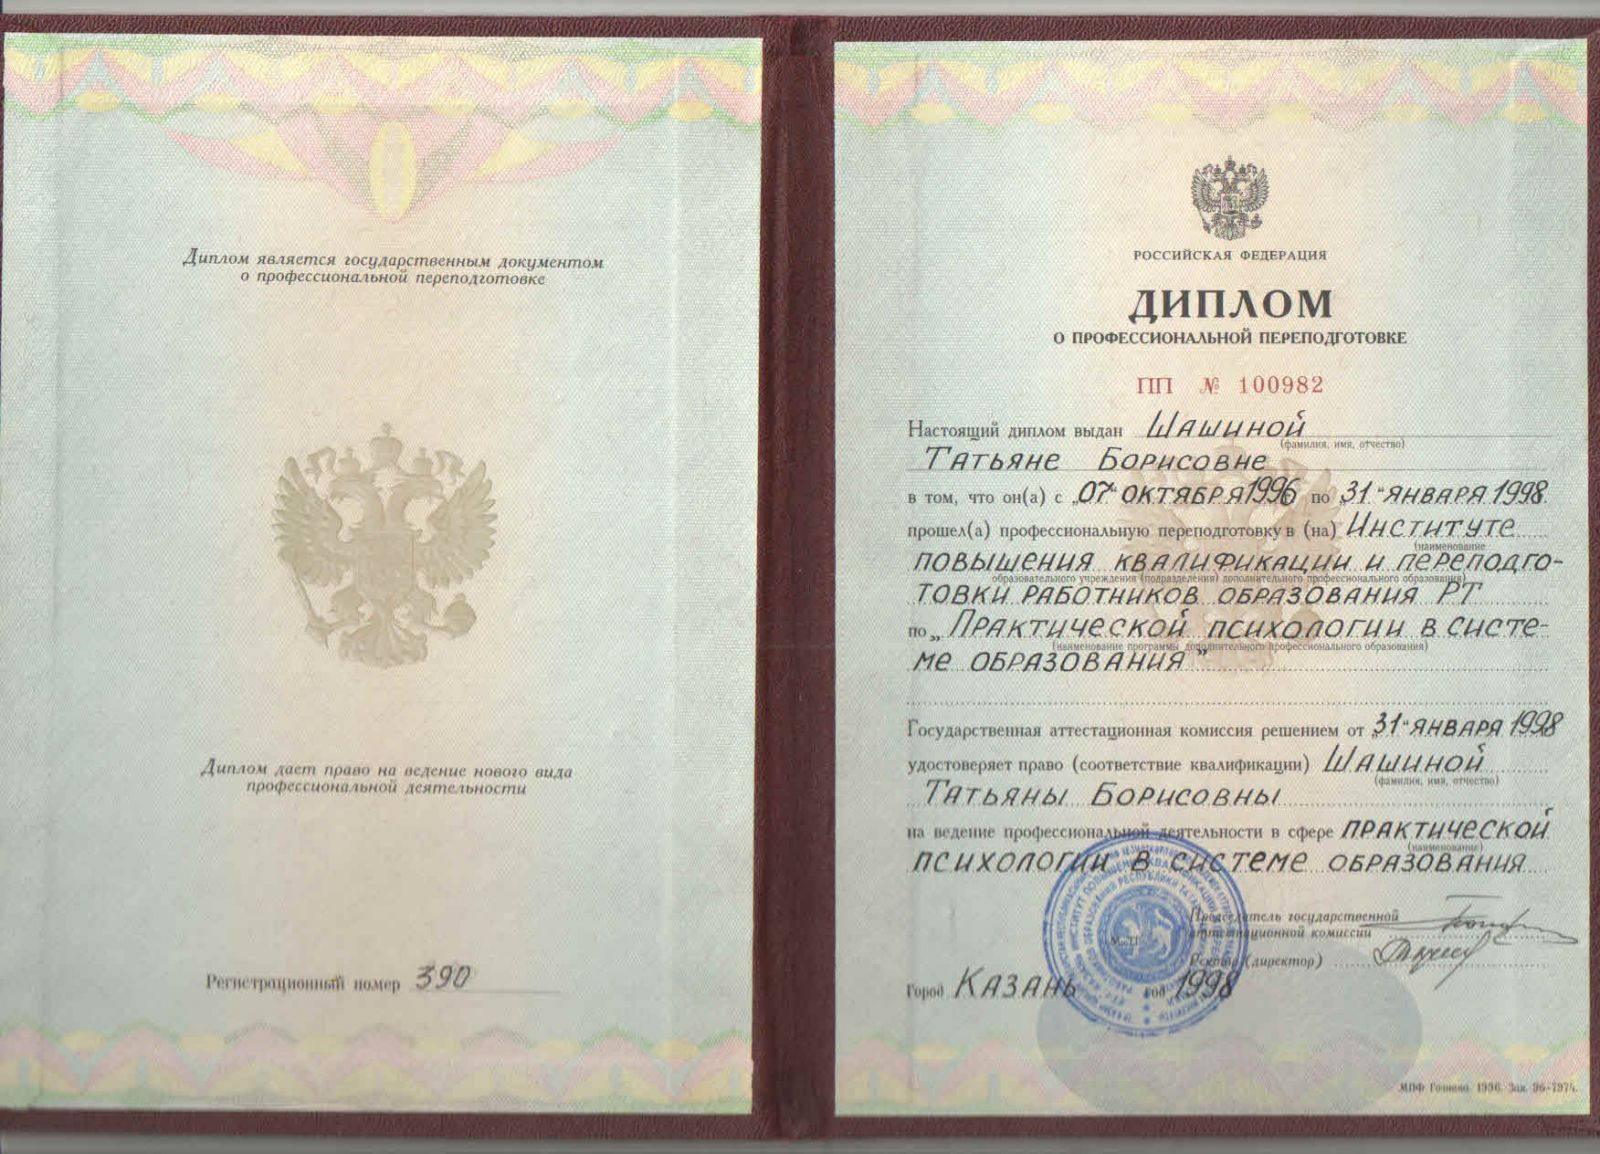 Диплом является государственным документом
о профессиональной переподготовке
Диплом дает право на ведение нового вида
профессиональной деятельности
Регистрационный номер 390
РОССИЙСКАЯ ФЕДЕРАЦИЯ
ДИПЛОМ
О ПРОФЕССИОНАЛЬНОЙ ПЕРЕПОДГОТОВКЕ
ПП № 100982
Настоящий диплом выдан Шашиной
(фамилия, имя, отчество)
Татьяне Борисовне
в том, что он(а) с „07“ октября 1996 по „31“ января 1998
прошел(а) профессиональную переподготовку в (на) Институте
(наименование
повышения квалификации и переподго-
образовательного учреждения (подразделения) дополнительного профессионального образования)
товки работников образования РТ
по „Практической психологии в систе-
(наименование программы дополнительного профессионального образования)
ме образования”
Государственная аттестационная комиссия решением от „31“ января 1998
удостоверяет право (соответствие квалификации) Шашиной
(фамилия, имя, отчество)
Татьяны Борисовны
на ведение профессиональной деятельности в сфере практической
(наименование)
психологии в системе образования
Председатель государственной
аттестационной комиссии
М.П.
Ректор (директор)
Город Казань год 1998
МПФ Гознака. 1996. Зак.